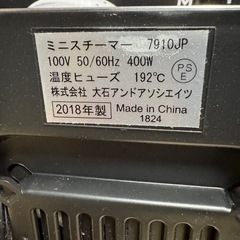 ミニスチーマー 7910JP
100V 50/60Hz 400W
温度ヒューズ 192℃
PS
E
株式会社 大石アンドアソシエイツ
2018年製 Made in China
1824